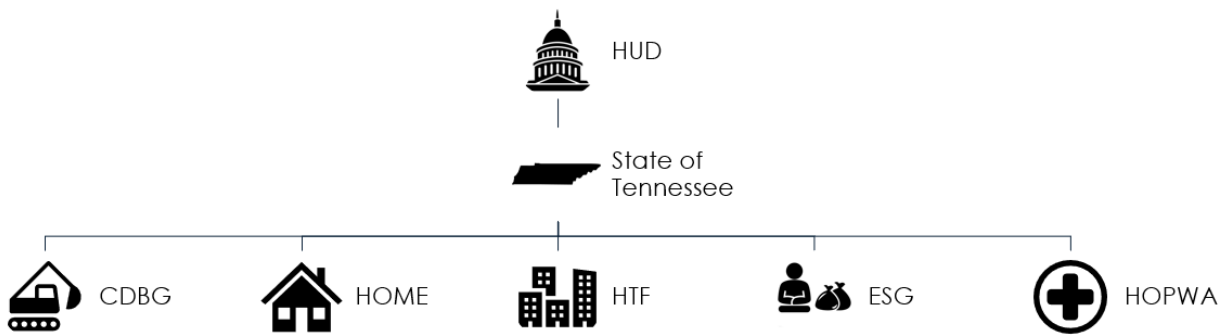 HUD
State of
Tennessee
CDBG
HOME
HTF
ESG
HOPWA